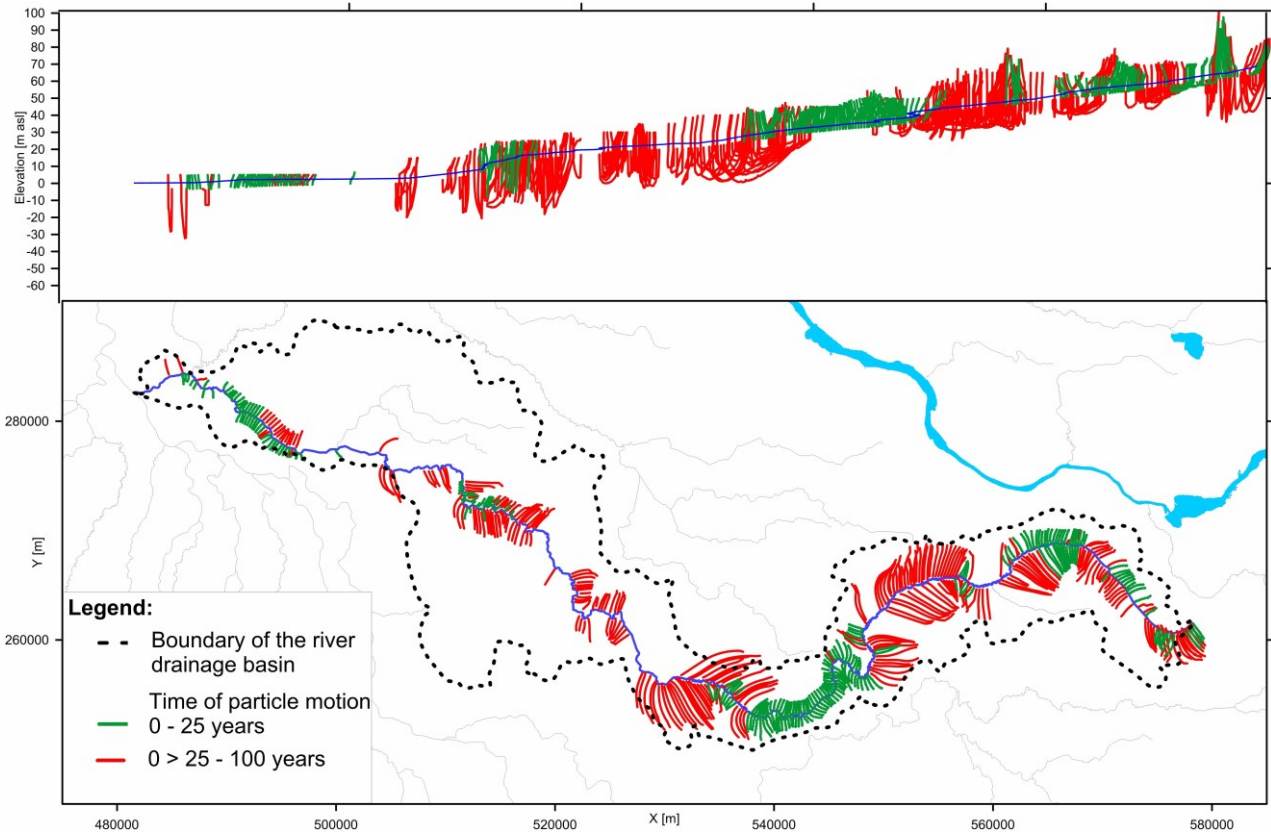 100
90
80
70
60
50
40
30
20
10
0
-10
-20
-30
-40
-50
-60
Elevation [m asl]
280000
260000
Y [m]
Legend:
Boundary of the river
drainage basin
Time of particle motion
0 - 25 years
0 > 25 - 100 years
480000 500000 520000 540000 560000 580000
X [m]